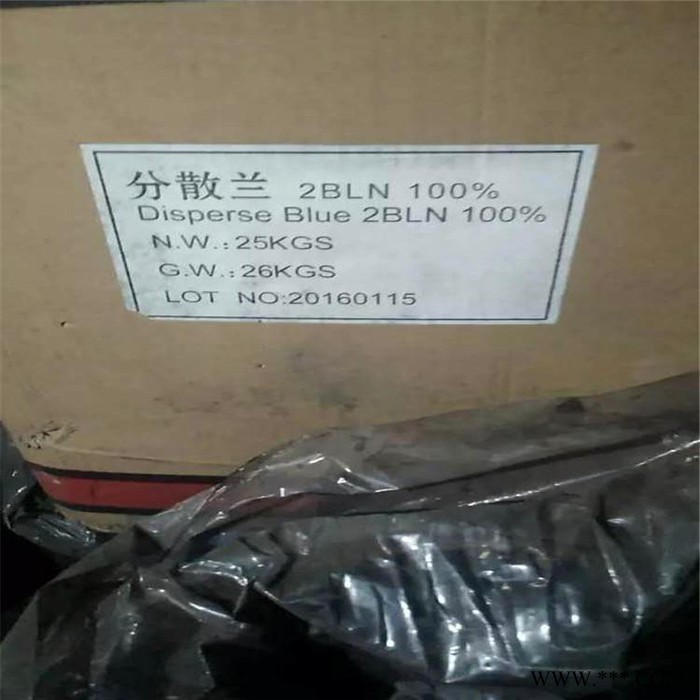 分散兰 2BLN 100%
Disperse Blue 2BLN 100%
N.W.:25KGS
G.W.:26KGS
LOT NO:20160115